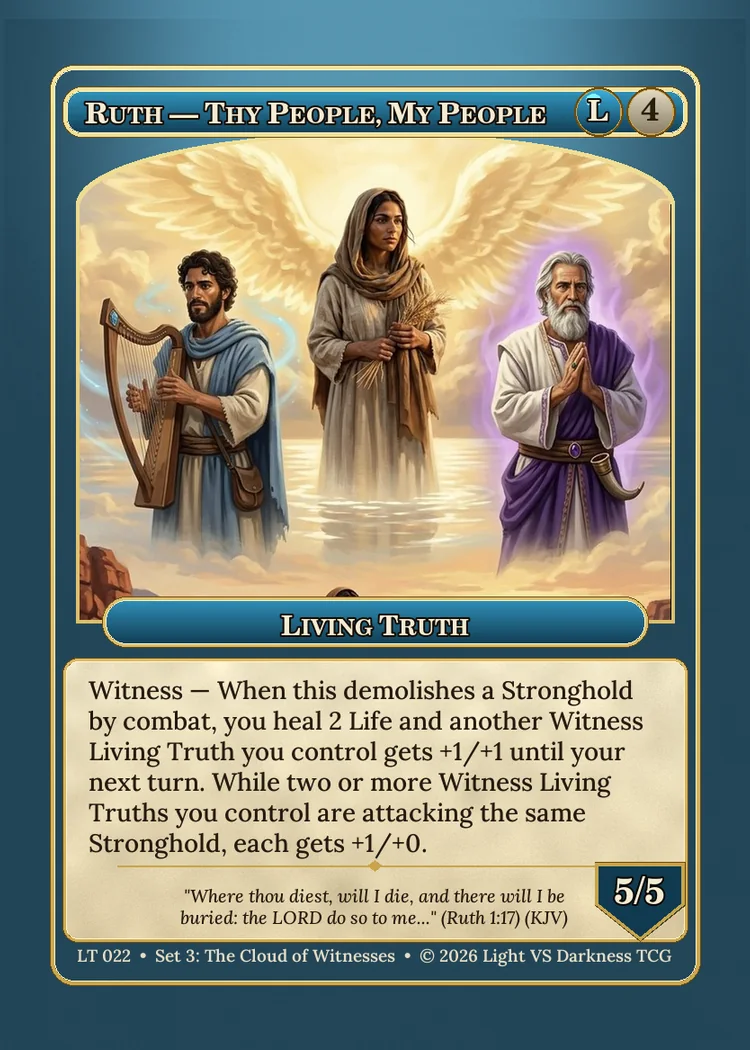 Ruth — Thy People, My People L 4
Living Truth
Witness — When this demolishes a Stronghold
by combat, you heal 2 Life and another Witness
Living Truth you control gets +1/+1 until your
next turn. While two or more Witness Living
Truths you control are attacking the same
Stronghold, each gets +1/+0.
"Where thou diest, will I die, and there will I be
buried: the LORD do so to me..." (Ruth 1:17) (KJV)
5/5
LT 022 • Set 3: The Cloud of Witnesses • © 2026 Light VS Darkness TCG